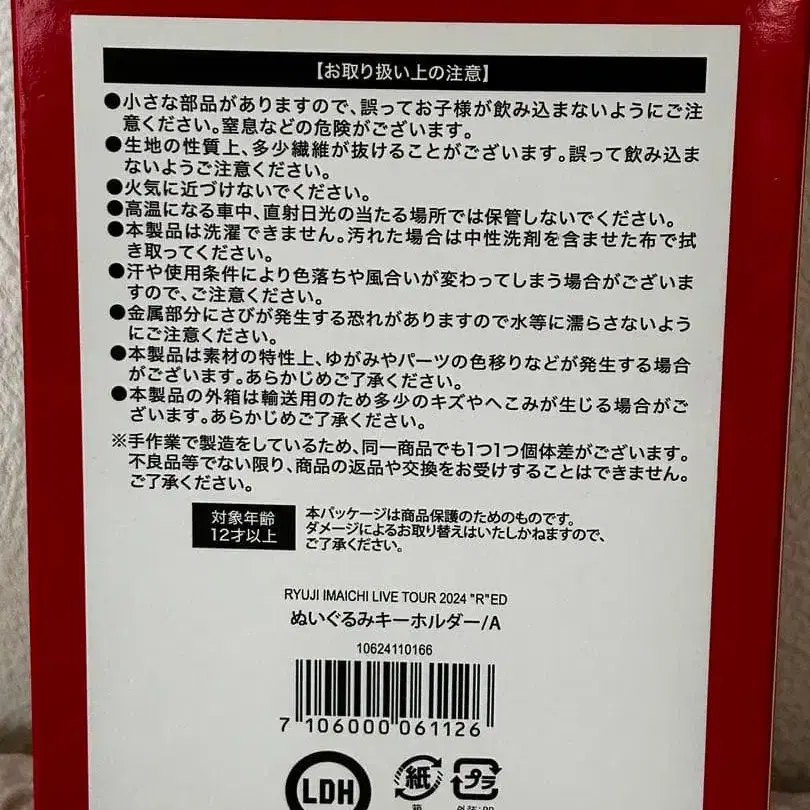 【お取り扱い上の注意】
●小さな部品がありますので、誤ってお子様が飲み込まないようにご注
意ください。窒息などの危険がございます。
●生地の性質上、多少繊維が抜けることがございます。誤って飲み込ま
ないようご注意ください。
●火気に近づけないでください。
●高温になる車中、直射日光の当たる場所では保管しないでください。
●本製品は洗濯できません。汚れた場合は中性洗剤を含ませた布で拭
き取ってください。
●汗や使用条件により色落ちや風合いが変わってしまう場合がございま
すので、ご注意ください。
●金属部分にさびが発生する恐れがありますので水等に濡らさないよう
にご注意ください。
●本製品は素材の特性上、ゆがみやパーツの色移りなどが発生する場合
がございます。あらかじめご了承ください。
●本製品の外箱は輸送用のため多少のキズやへこみが生じる場合がご
ざいます。あらかじめご了承ください。
※手作業で製造をしているため、同一商品でも1つ1つ個体差がございます。
不良品等でない限り、商品の返品や交換をお受けすることはできません。
ご了承ください。
対象年齢
12才以上
本パッケージは商品保護のためのものです。
ダメージによるお取り替えはいたしかねますので、
ご了承ください。
RYUJI IMAICHI LIVE TOUR 2024 "R"ED
ぬいぐるみキーホルダー/A
10624110166
7 106000 061126
LDH
紙
プラ